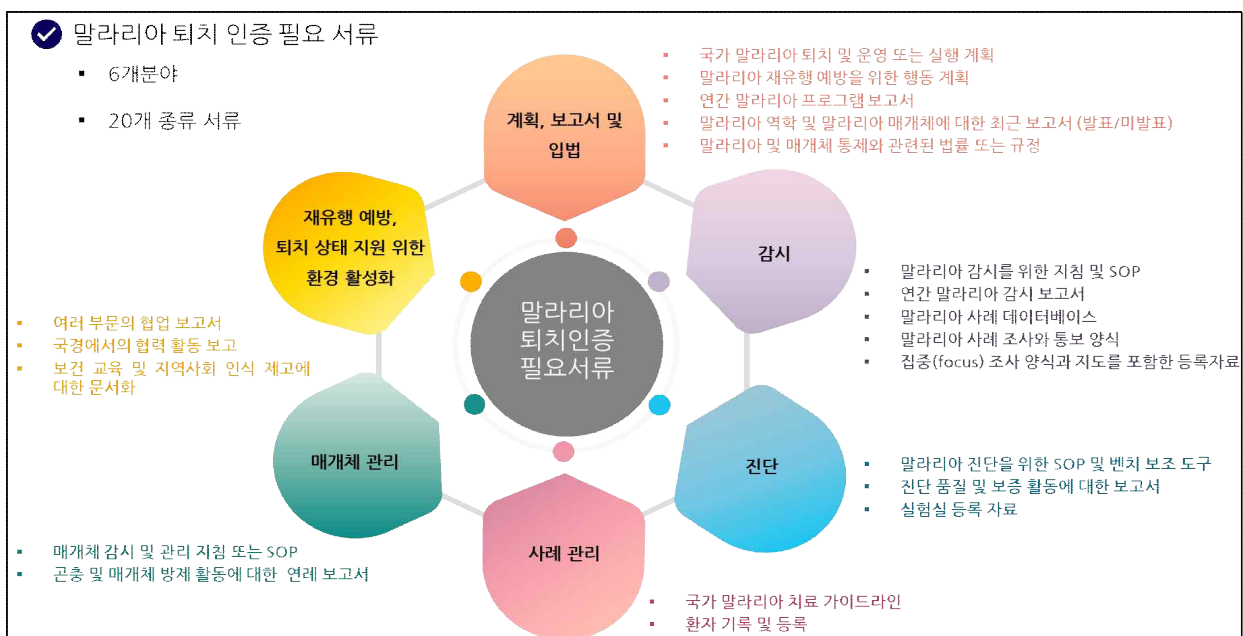 말라리아 퇴치 인증 필요 서류
▪ 6개분야
▪ 20개 종류 서류
계획, 보고서 및
입법
▪ 국가 말라리아 퇴치 및 운영 또는 실행 계획
▪ 말라리아 재유행 예방을 위한 행동 계획
▪ 연간 말라리아 프로그램 보고서
▪ 말라리아 역학 및 말라리아 매개체에 대한 최근 보고서 (발표/미발표)
▪ 말라리아 및 매개체 통제와 관련된 법률 또는 규정
감시
▪ 말라리아 감시를 위한 지침 및 SOP
▪ 연간 말라리아 감시 보고서
▪ 말라리아 사례 데이터베이스
▪ 말라리아 사례 조사와 통보 양식
▪ 집중(focus) 조사 양식과 지도를 포함한 등록자료
진단
▪ 말라리아 진단을 위한 SOP 및 벤치 보조 도구
▪ 진단 품질 및 보증 활동에 대한 보고서
▪ 실험실 등록 자료
사례 관리
▪ 국가 말라리아 치료 가이드라인
▪ 환자 기록 및 등록
매개체 관리
▪ 매개체 감시 및 관리 지침 또는 SOP
▪ 곤충 및 매개체 방제 활동에 대한 연례 보고서
재유행 예방,
퇴치 상태 지원 위한
환경 활성화
▪ 여러 부문의 협업 보고서
▪ 국경에서의 협력 활동 보고
▪ 보건 교육 및 지역사회 인식 제고에
대한 문서화
말라리아
퇴치인증
필요서류